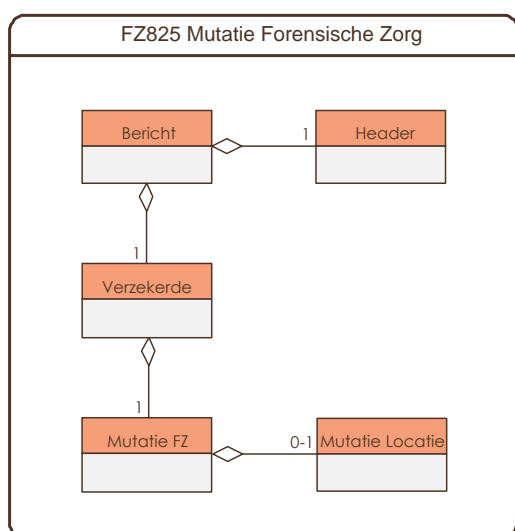 FZ825 Mutatie Forensische Zorg
Bericht
1
Header
1
Verzekerde
1
Mutatie FZ
0-1
Mutatie Locatie